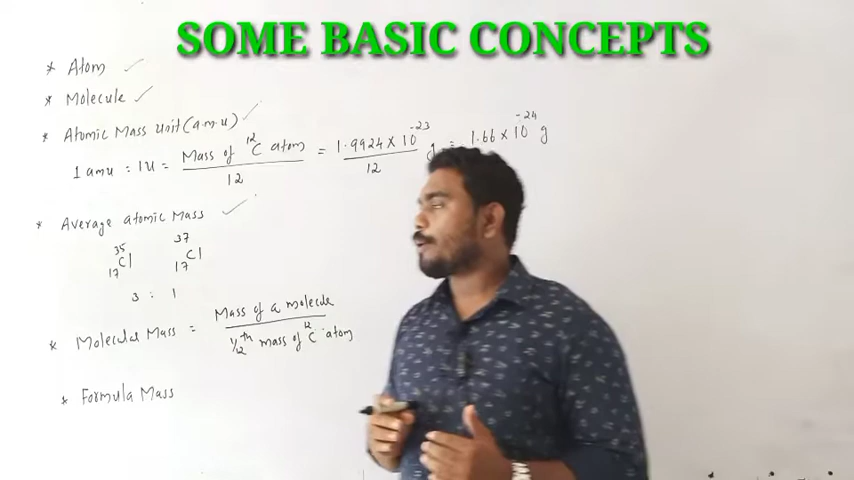 SOME BASIC CONCEPTS
* Atom ✓
* Molecule ✓
* Atomic Mass unit (a.m.u) ✓
1 amu = 1U = Mass of ¹²C atom / 12 = 1.9924 × 10⁻²³ / 12 g = 1.66 × 10⁻²⁴ g
* Average atomic Mass ✓
³⁵₁₇Cl ³⁷₁₇Cl
3 : 1
* Molecular Mass = Mass of a molecule / 1/12 th mass of ¹²C atom
* Formula Mass